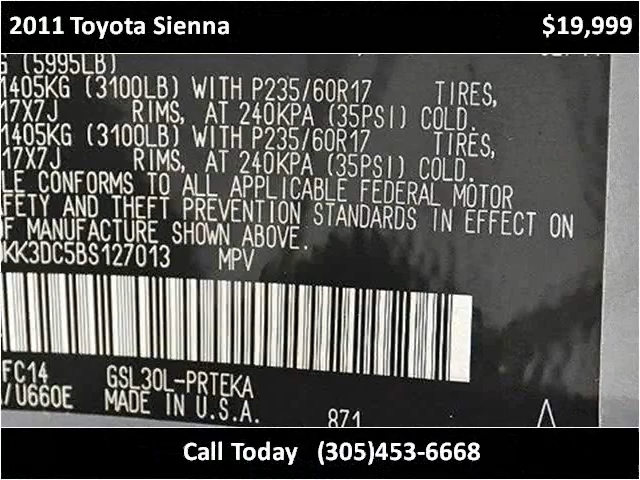 2011 Toyota Sienna $19,999
G (5995LB)
1405KG (3100LB) WITH P235/60R17 TIRES,
17X7J RIMS, AT 240KPA (35PSI) COLD.
1405KG (3100LB) WITH P235/60R17 TIRES,
17X7J RIMS, AT 240KPA (35PSI) COLD.
LE CONFORMS TO ALL APPLICABLE FEDERAL MOTOR
FETY AND THEFT PREVENTION STANDARDS IN EFFECT ON
F MANUFACTURE SHOWN ABOVE.
KK3DC5BS127013 MPV
FC14 GSL30L-PRTEKA
/U660E MADE IN U.S.A. 871
Call Today (305)453-6668